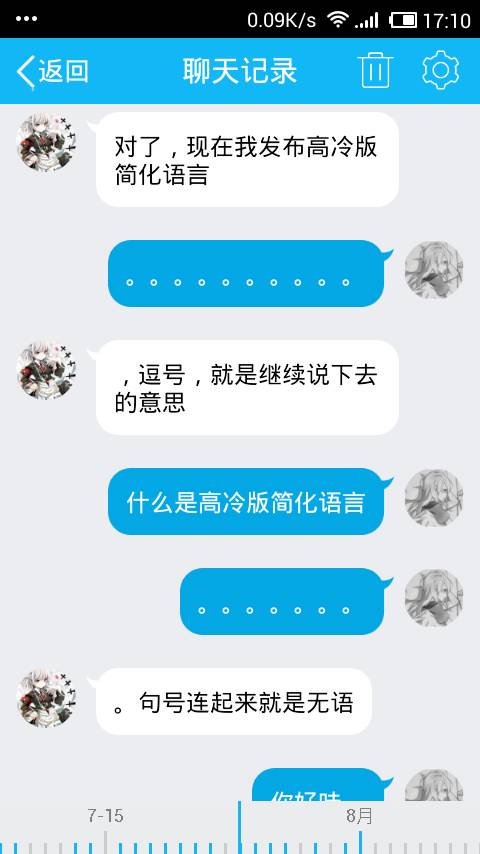 0.09K/s 17:10
返回 聊天记录
对了，现在我发布高冷版
简化语言
。。。。。。。。。。
，逗号，就是继续说下去
的意思
什么是高冷版简化语言
。。。。。。。
。句号连起来就是无语
你好哇
7-15 8月